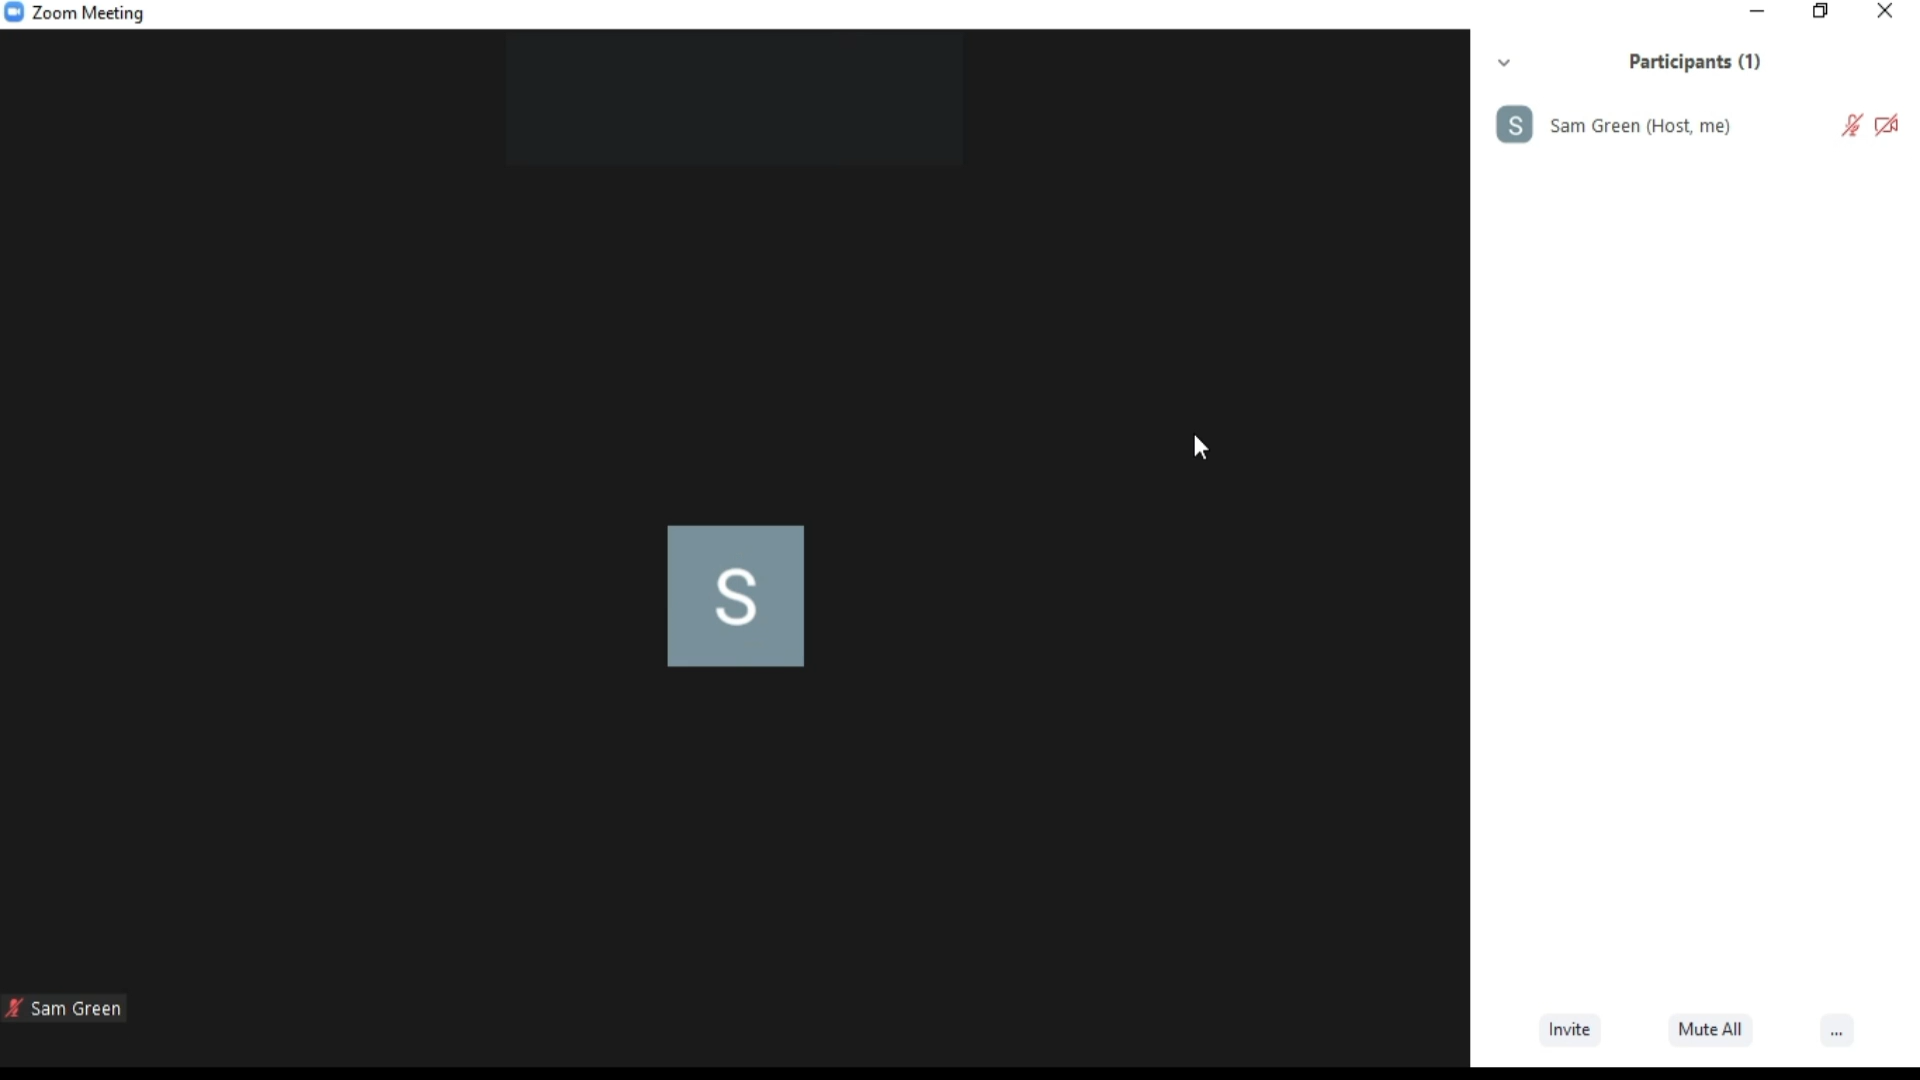 Zoom Meeting
Participants (1)
S Sam Green (Host, me)
S
Sam Green
Invite Mute All ...